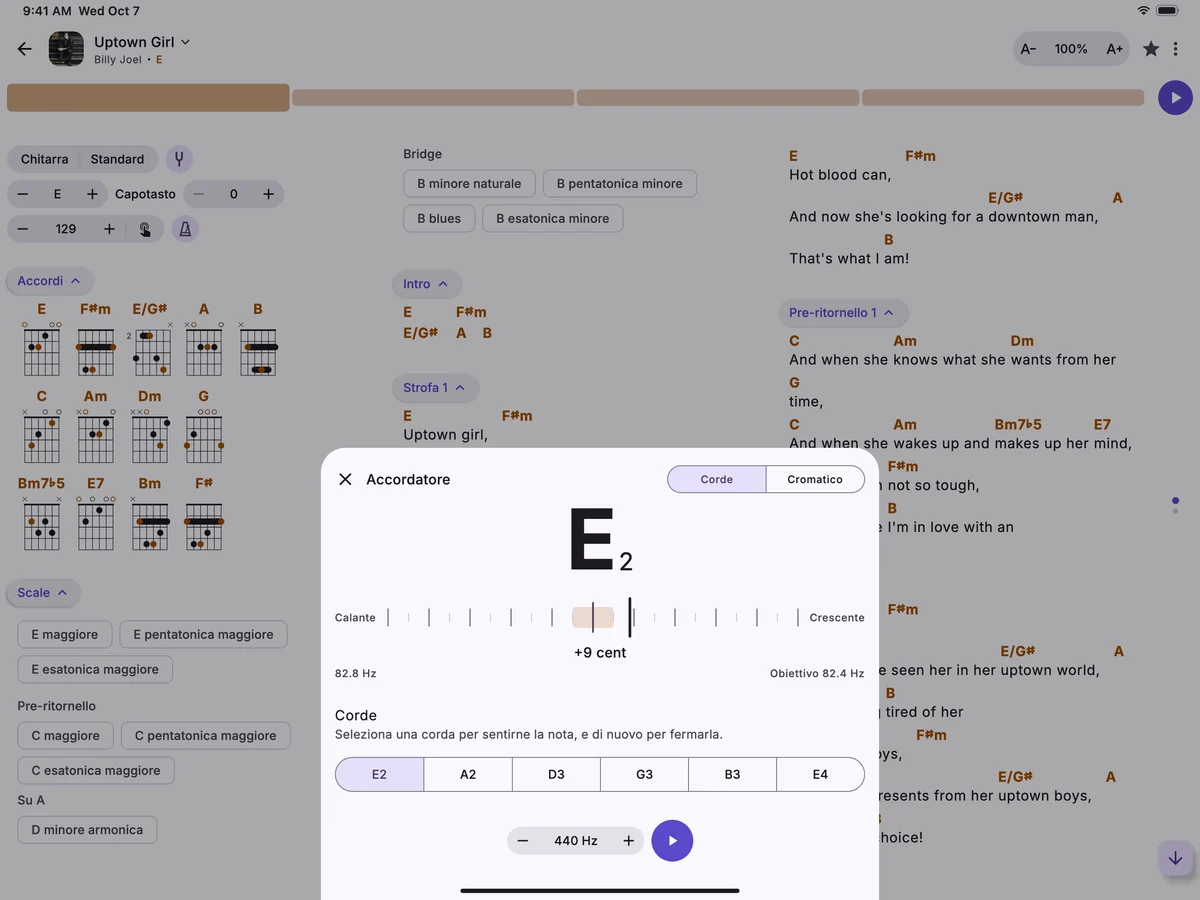 9:41 AM Wed Oct 7
Uptown Girl
Billy Joel • E
A- 100% A+
Chitarra Standard
− E + Capotasto − 0 +
− 129 +
Accordi
E F#m E/G# A B
2
C Am Dm G
Bm7♭5 E7 Bm F#
Scale
E maggiore E pentatonica maggiore
E esatonica maggiore
Pre-ritornello
C maggiore C pentatonica maggiore
C esatonica maggiore
Su A
D minore armonica
Bridge
B minore naturale B pentatonica minore
B blues B esatonica minore
Intro
E F#m
E/G# A B
Strofa 1
E F#m
Uptown girl,
E F#m
Hot blood can,
E/G# A
And now she's looking for a downtown man,
B
That's what I am!
Pre-ritornello 1
C Am Dm
And when she knows what she wants from her
G
time,
C Am Bm7♭5 E7
And when she wakes up and makes up her mind,
F#m
not so tough,
B
I'm in love with an
F#m
E/G# A
seen her in her uptown world,
B
tired of her
F#m
E/G# A
from her uptown boys,
Accordatore
Corde Cromatico
E2
Calante Crescente
+9 cent
82.8 Hz Obiettivo 82.4 Hz
Corde
Seleziona una corda per sentirne la nota, e di nuovo per fermarla.
E2 A2 D3 G3 B3 E4
− 440 Hz +